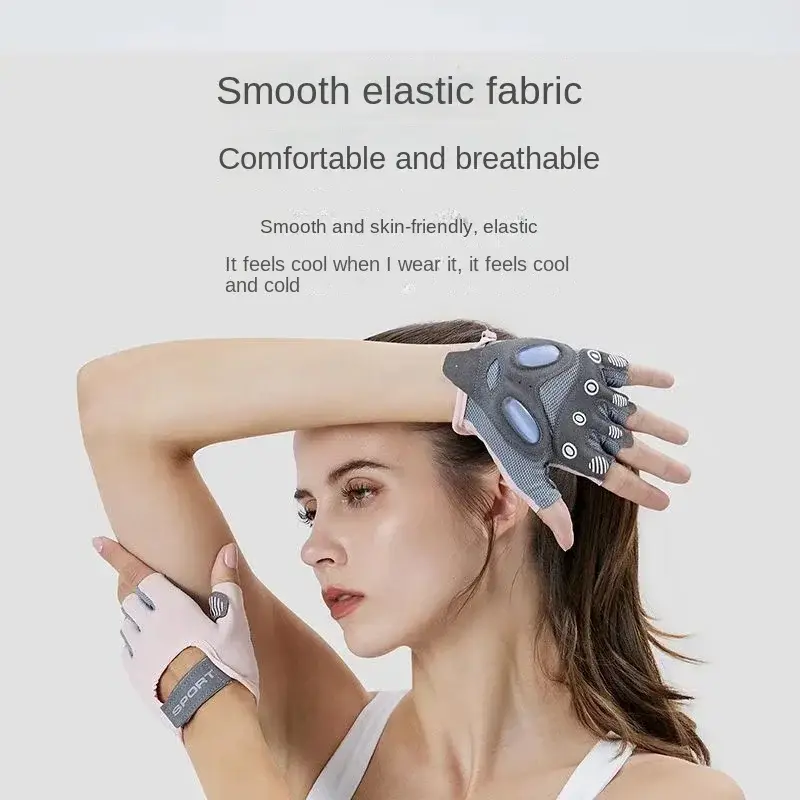 Smooth elastic fabric
Comfortable and breathable
Smooth and skin-friendly, elastic
It feels cool when I wear it, it feels cool
and cold
SPORT